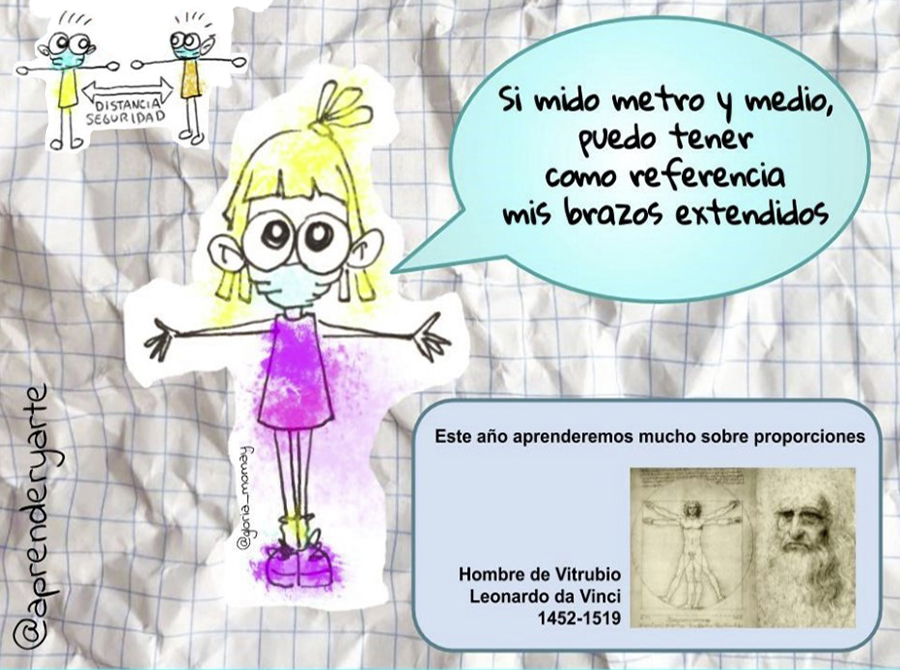 DISTANCIA
SEGURIDAD
Si mido metro y medio,
puedo tener
como referencia
mis brazos extendidos
@aprenderyarte
@gloria_momay
Este año aprenderemos mucho sobre proporciones
Hombre de Vitrubio
Leonardo da Vinci
1452-1519